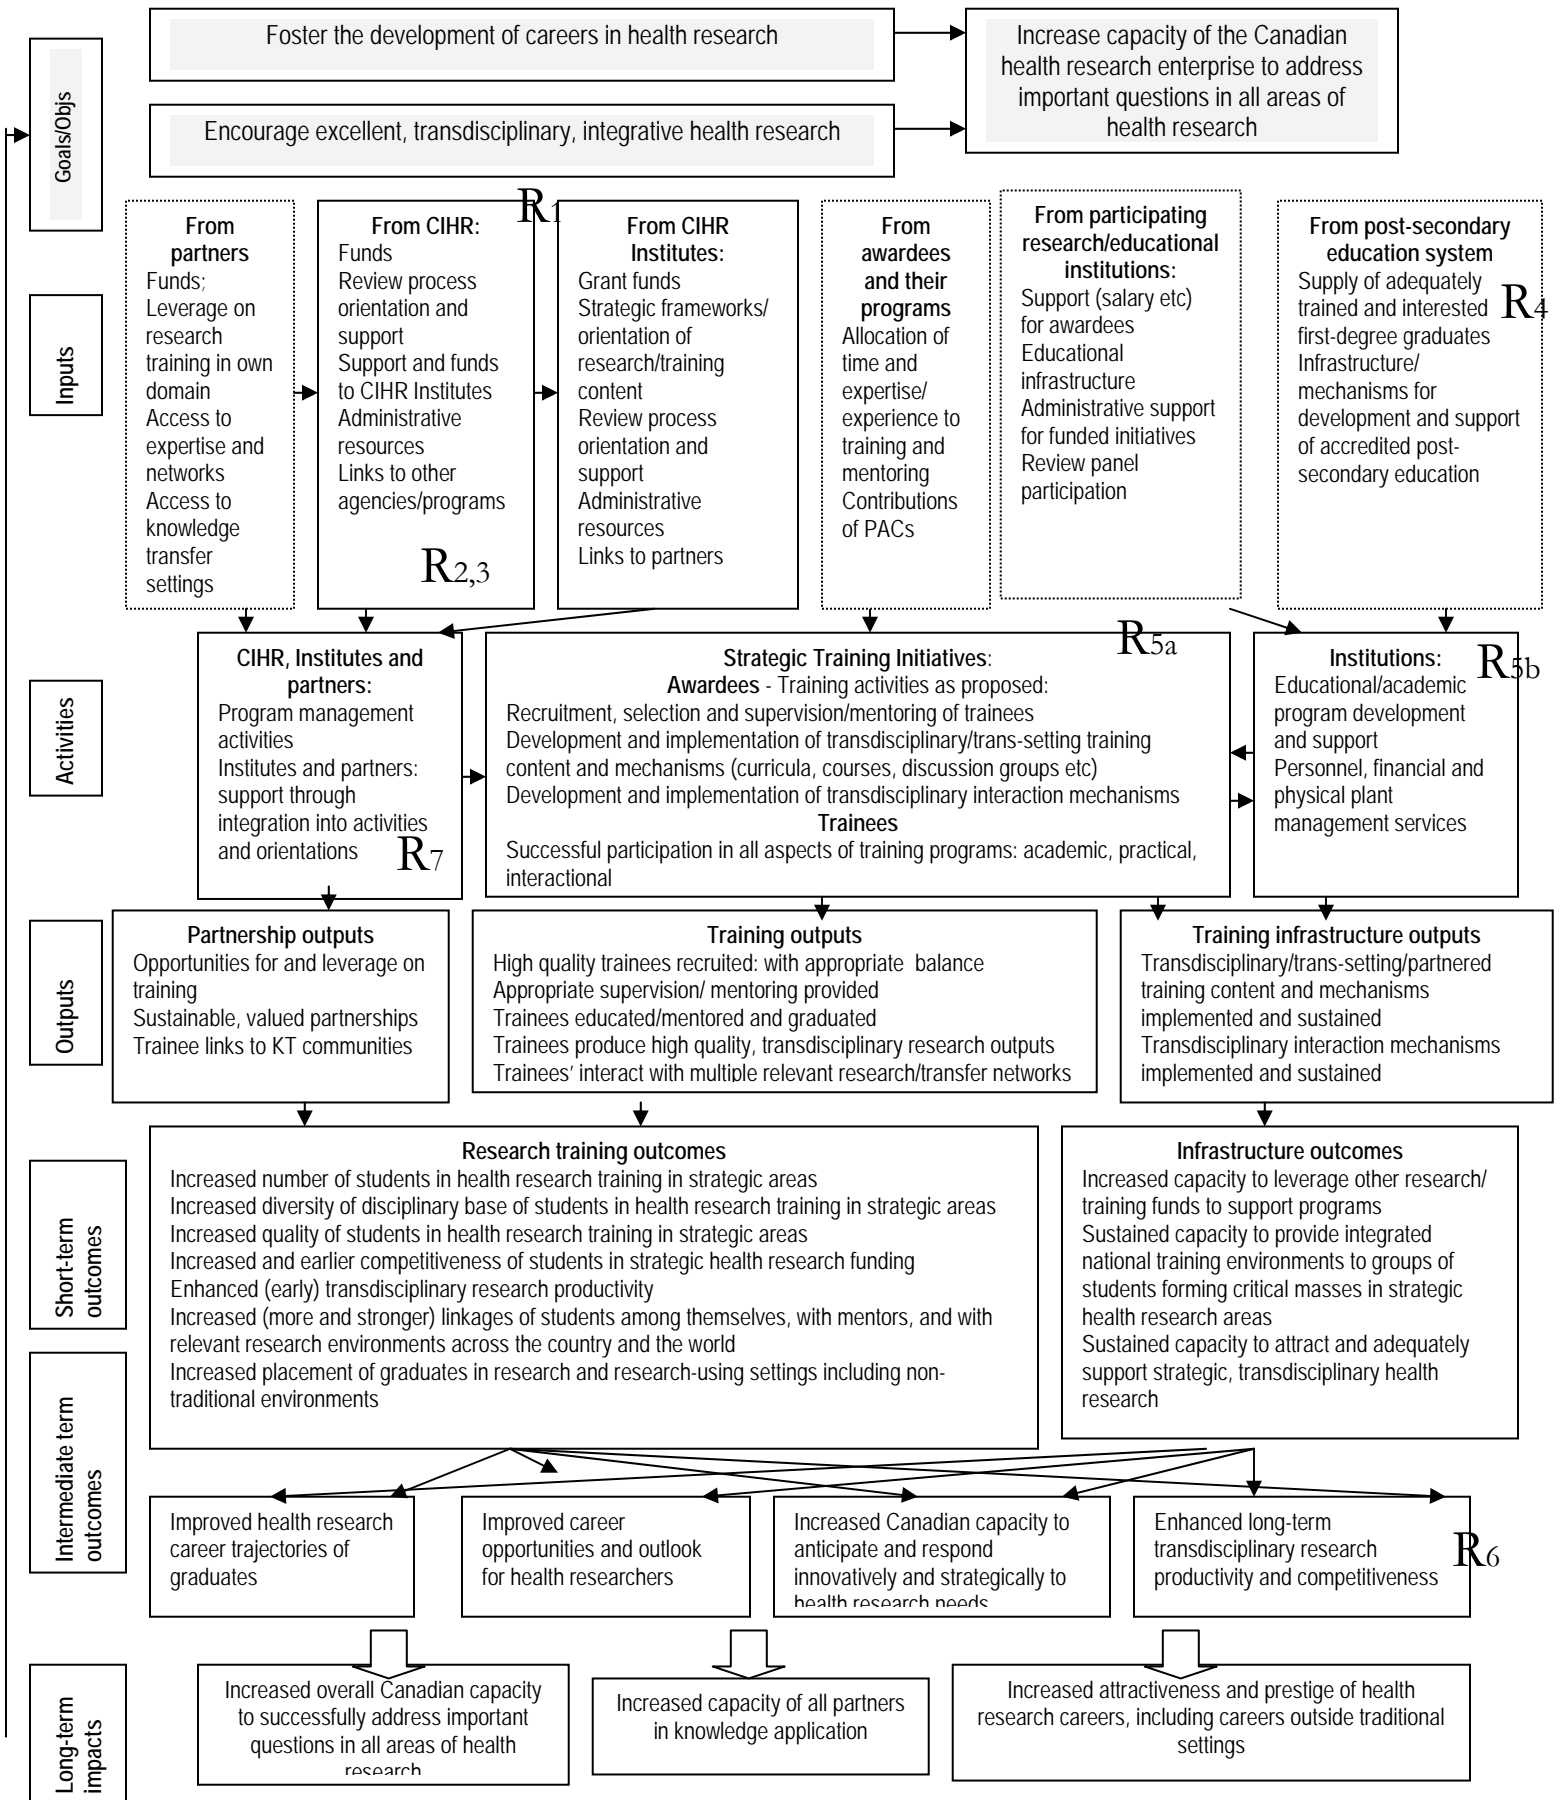 Foster the development of careers in health research
Increase capacity of the Canadian
health research enterprise to address
important questions in all areas of
health research
Encourage excellent, transdisciplinary, integrative health research
Goals/Objs
Inputs
From
partners
Funds;
Leverage on
research
training in own
domain
Access to
expertise and
networks
Access to
knowledge
transfer
settings
R1
From CIHR:
Funds
Review process
orientation and
support
Support and funds
to CIHR Institutes
Administrative
resources
Links to other
agencies/programs
R2,3
From CIHR
Institutes:
Grant funds
Strategic frameworks/
orientation of
research/training
content
Review process
orientation and
support
Administrative
resources
Links to partners
From
awardees
and their
programs
Allocation of
time and
expertise/
experience to
training and
mentoring
Contributions
of PACs
From participating
research/educational
institutions:
Support (salary etc)
for awardees
Educational
infrastructure
Administrative support
for funded initiatives
Review panel
participation
From post-secondary
education system
Supply of adequately
trained and interested
first-degree graduates
Infrastructure/
mechanisms for
development and support
of accredited post-
secondary education
R4
Activities
CIHR, Institutes and
partners:
Program management
activities
Institutes and partners:
support through
integration into activities
and orientations
R7
Strategic Training Initiatives:
Awardees - Training activities as proposed:
Recruitment, selection and supervision/mentoring of trainees
Development and implementation of transdisciplinary/trans-setting training
content and mechanisms (curricula, courses, discussion groups etc)
Development and implementation of transdisciplinary interaction mechanisms
Trainees
Successful participation in all aspects of training programs: academic, practical,
interactional
R5a
Institutions:
Educational/academic
program development
and support
Personnel, financial and
physical plant
management services
R5b
Outputs
Partnership outputs
Opportunities for and leverage on
training
Sustainable, valued partnerships
Trainee links to KT communities
Training outputs
High quality trainees recruited: with appropriate balance
Appropriate supervision/ mentoring provided
Trainees educated/mentored and graduated
Trainees produce high quality, transdisciplinary research outputs
Trainees' interact with multiple relevant research/transfer networks
Training infrastructure outputs
Transdisciplinary/trans-setting/partnered
training content and mechanisms
implemented and sustained
Transdisciplinary interaction mechanisms
implemented and sustained
Short-term
outcomes
Research training outcomes
Increased number of students in health research training in strategic areas
Increased diversity of disciplinary base of students in health research training in strategic areas
Increased quality of students in health research training in strategic areas
Increased and earlier competitiveness of students in strategic health research funding
Enhanced (early) transdisciplinary research productivity
Increased (more and stronger) linkages of students among themselves, with mentors, and with
relevant research environments across the country and the world
Increased placement of graduates in research and research-using settings including non-
traditional environments
Infrastructure outcomes
Increased capacity to leverage other research/
training funds to support programs
Sustained capacity to provide integrated
national training environments to groups of
students forming critical masses in strategic
health research areas
Sustained capacity to attract and adequately
support strategic, transdisciplinary health
research
Intermediate term
outcomes
Improved health research
career trajectories of
graduates
Improved career
opportunities and outlook
for health researchers
Increased Canadian capacity to
anticipate and respond
innovatively and strategically to
health research needs
Enhanced long-term
transdisciplinary research
productivity and competitiveness
R6
Long-term
impacts
Increased overall Canadian capacity
to successfully address important
questions in all areas of health
research
Increased capacity of all partners
in knowledge application
Increased attractiveness and prestige of health
research careers, including careers outside traditional
settings